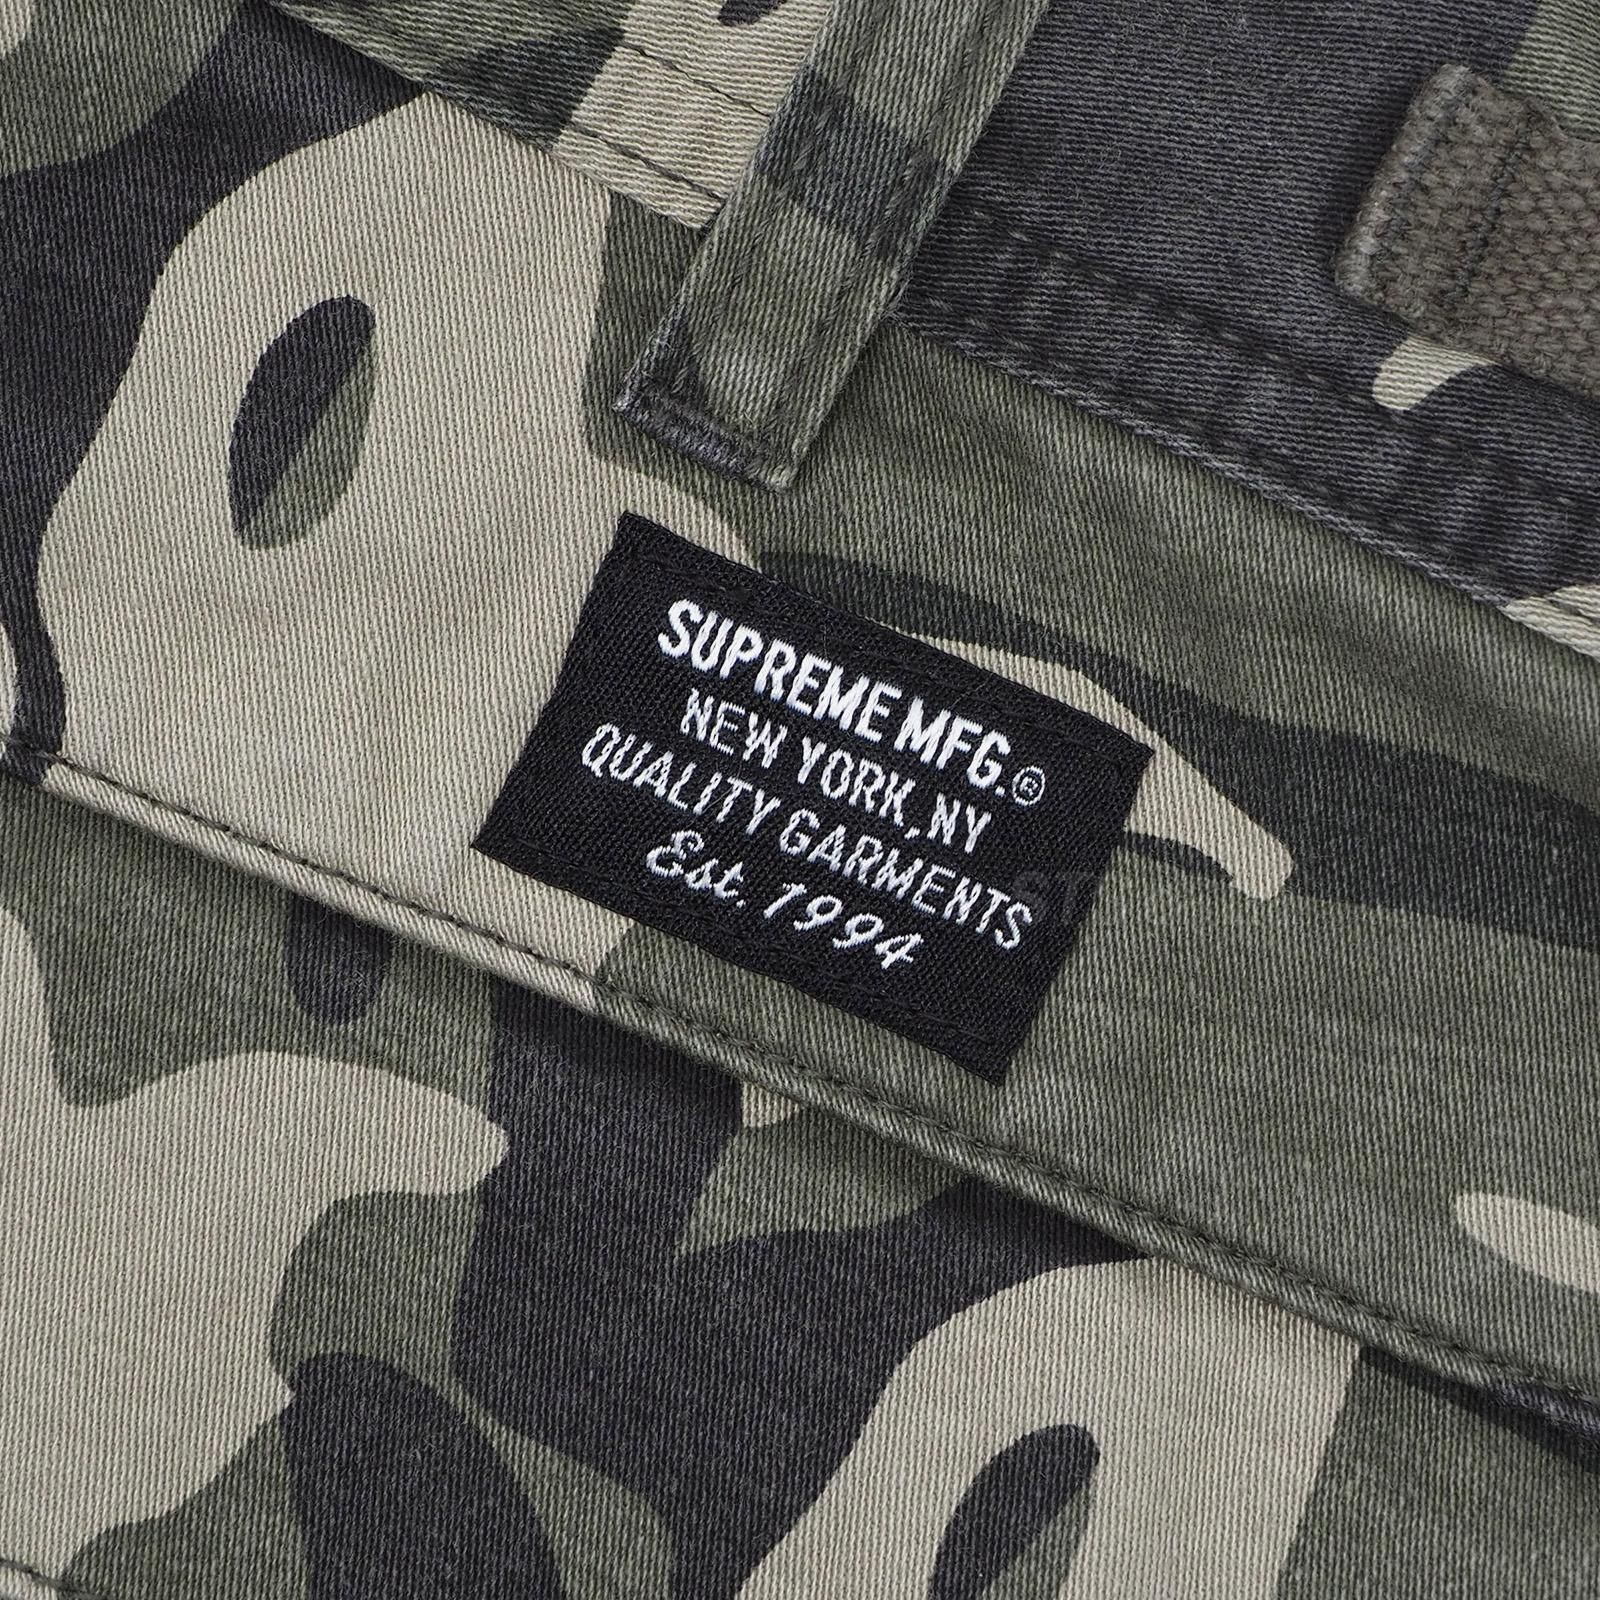 SUPREME MFG.®
NEW YORK, NY
QUALITY GARMENTS
Est. 1994